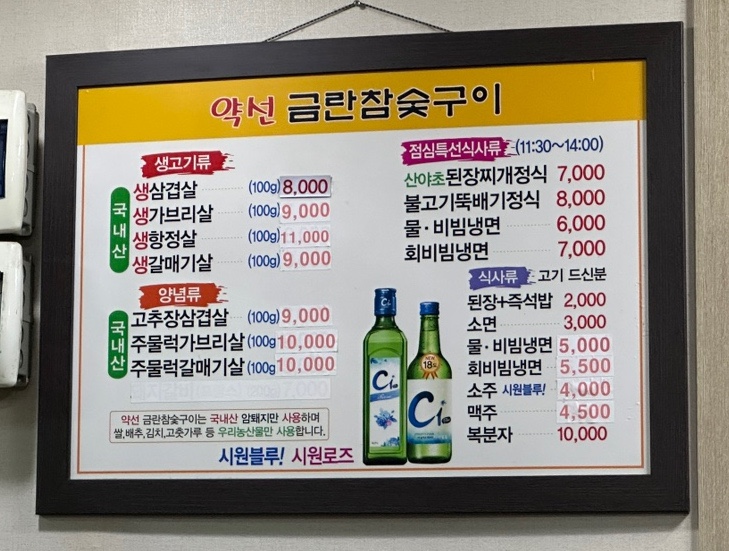 약선 금란참숯구이
생고기류
국내산
생삼겹살 (100g) 8,000
생가브리살 (100g) 9,000
생항정살 (100g) 11,000
생갈매기살 (100g) 9,000
양념류
국내산
고추장삼겹살 (100g) 9,000
주물럭가브리살 (100g) 10,000
주물럭갈매기살 (100g) 10,000
약선 금란참숯구이는 국내산 암퇘지만 사용하며
쌀,배추,김치,고춧가루 등 우리농산물만 사용합니다.
시원블루! 시원로즈
점심특선식사류 (11:30~14:00)
산야초된장찌개정식 7,000
불고기뚝배기정식 8,000
물·비빔냉면 6,000
회비빔냉면 7,000
식사류 고기 드신분
된장+즉석밥 2,000
소면 3,000
물·비빔냉면 5,000
회비빔냉면 5,500
소주 시원블루! 4,000
맥주 4,500
복분자 10,000